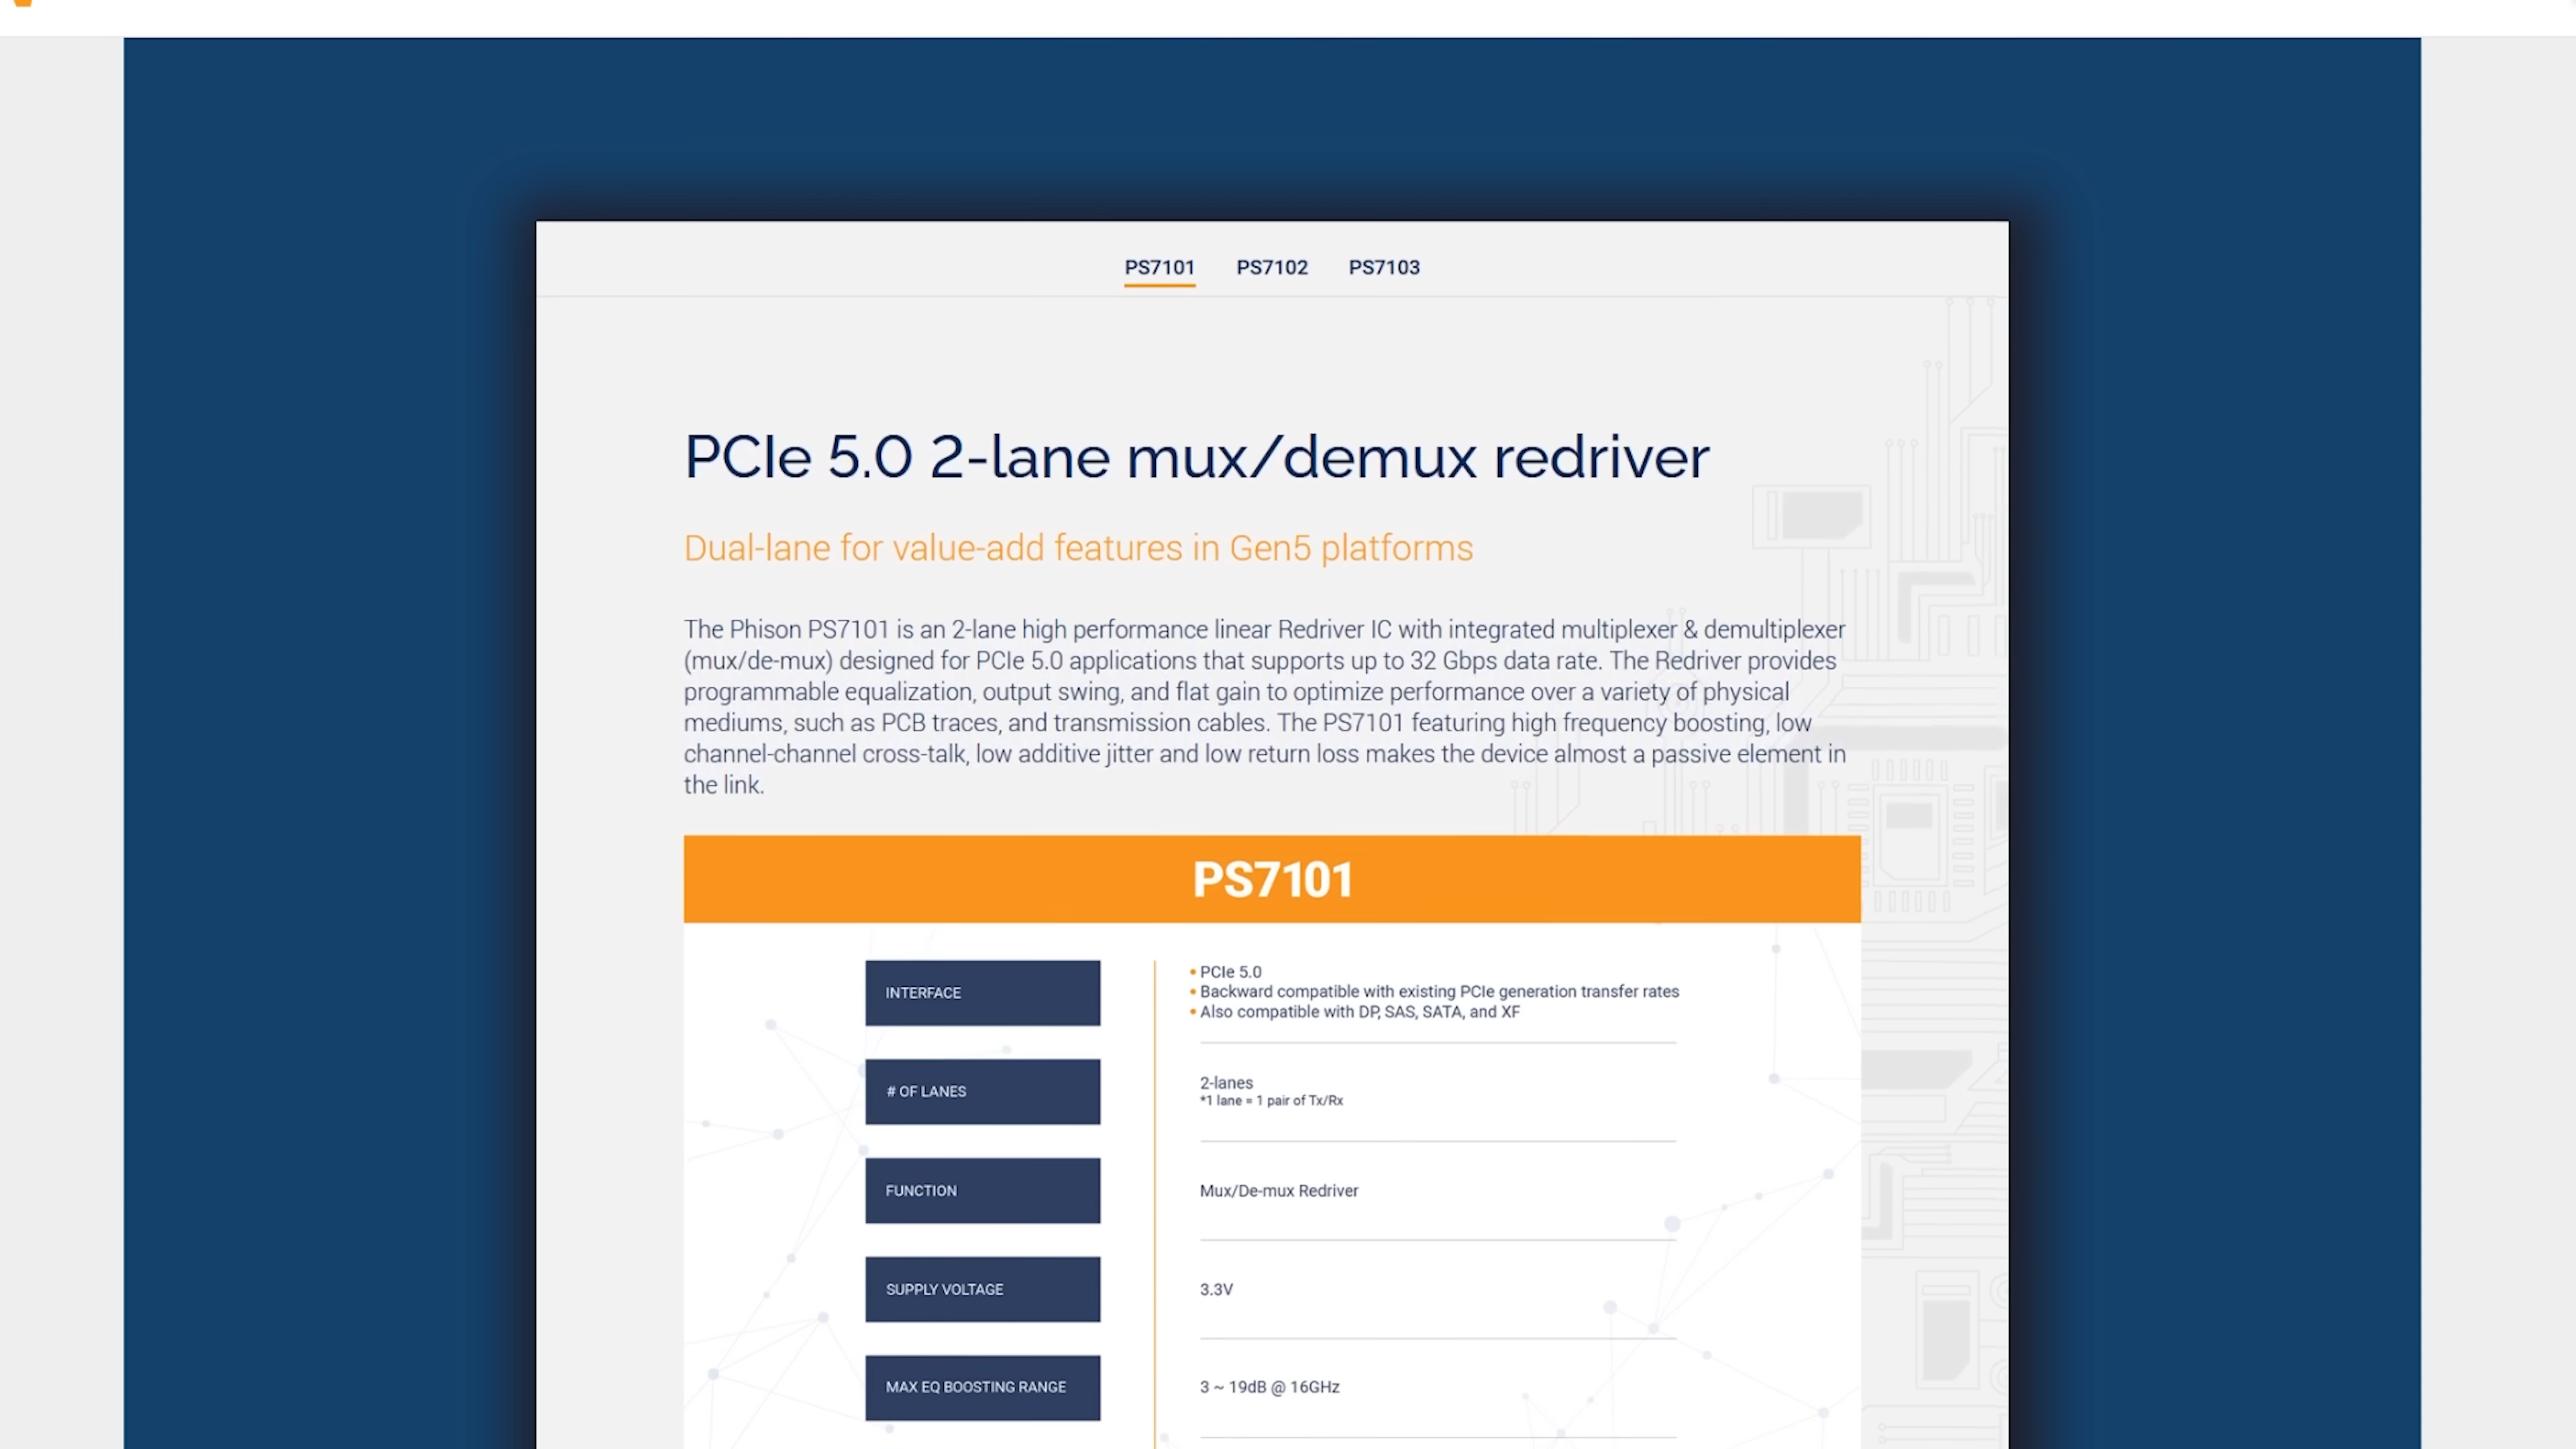 PS7101 PS7102 PS7103
PCIe 5.0 2-lane mux/demux redriver
Dual-lane for value-add features in Gen5 platforms
The Phison PS7101 is an 2-lane high performance linear Redriver IC with integrated multiplexer & demultiplexer
(mux/de-mux) designed for PCIe 5.0 applications that supports up to 32 Gbps data rate. The Redriver provides
programmable equalization, output swing, and flat gain to optimize performance over a variety of physical
mediums, such as PCB traces, and transmission cables. The PS7101 featuring high frequency boosting, low
channel-channel cross-talk, low additive jitter and low return loss makes the device almost a passive element in
the link.
PS7101
INTERFACE
• PCIe 5.0
• Backward compatible with existing PCIe generation transfer rates
• Also compatible with DP, SAS, SATA, and XF
# OF LANES
2-lanes
*1 lane = 1 pair of Tx/Rx
FUNCTION
Mux/De-mux Redriver
SUPPLY VOLTAGE
3.3V
MAX EQ BOOSTING RANGE
3 ~ 19dB @ 16GHz